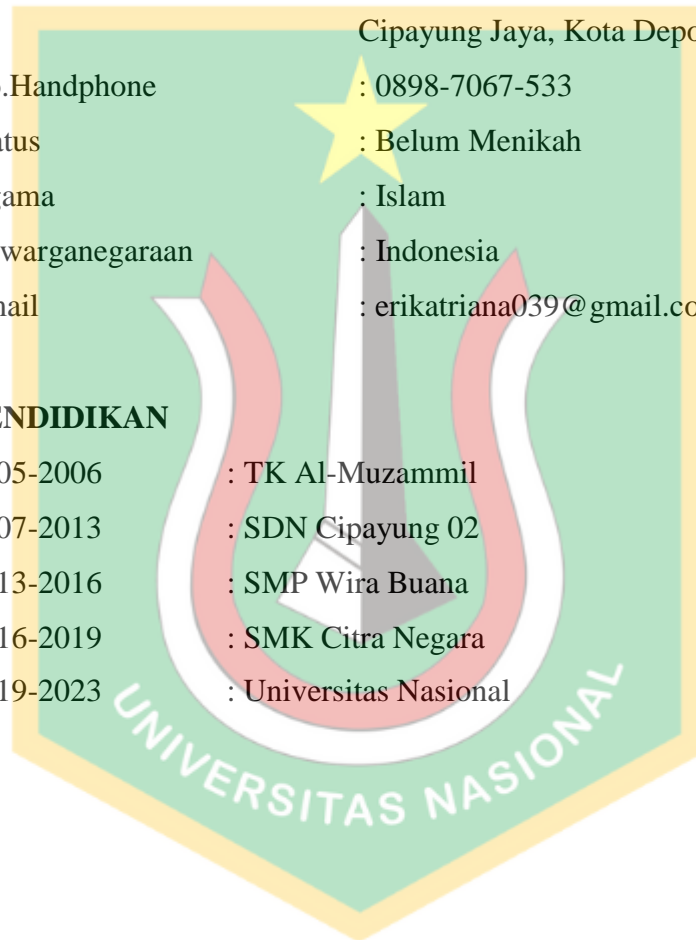 Cipayung Jaya, Kota Depo
.Handphone : 0898-7067-533
atus : Belum Menikah
gama : Islam
warganegaraan : Indonesia
nail : erikatriana039@gmail.co
ENDIDIKAN
05-2006 : TK Al-Muzammil
07-2013 : SDN Cipayung 02
13-2016 : SMP Wira Buana
16-2019 : SMK Citra Negara
19-2023 : Universitas Nasional
UNIVERSITAS NASIONAL